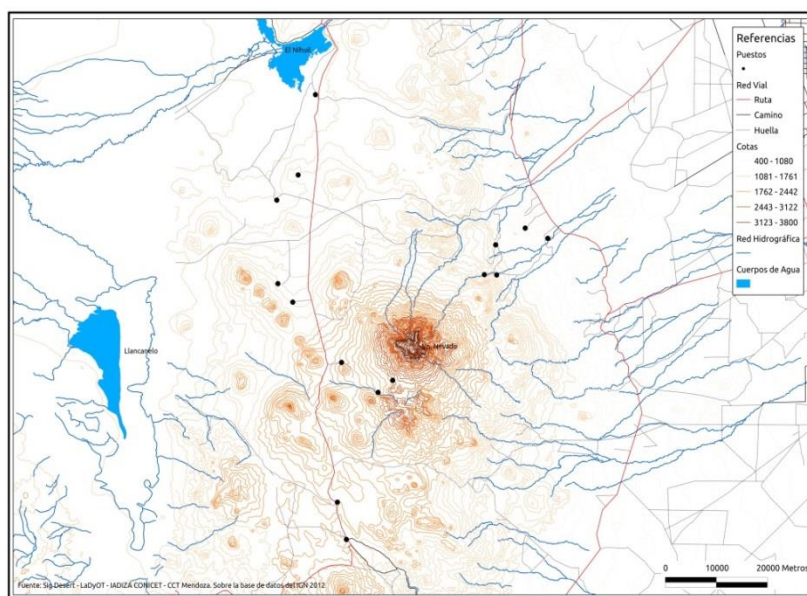 El Nihuil
Referencias
Puestos
Red Vial
Ruta
Camino
Huella
Cotas
400 - 1080
1081 - 1761
1762 - 2442
2443 - 3122
3123 - 3800
Red Hidrográfica
Cuerpos de Agua
Llancanelo
Nevado
Fuente: Sig Desert - LaDyOT - IADIZA CONICET - CCT Mendoza. Sobre la base de datos del IGN 2012
0 10000 20000 Metros